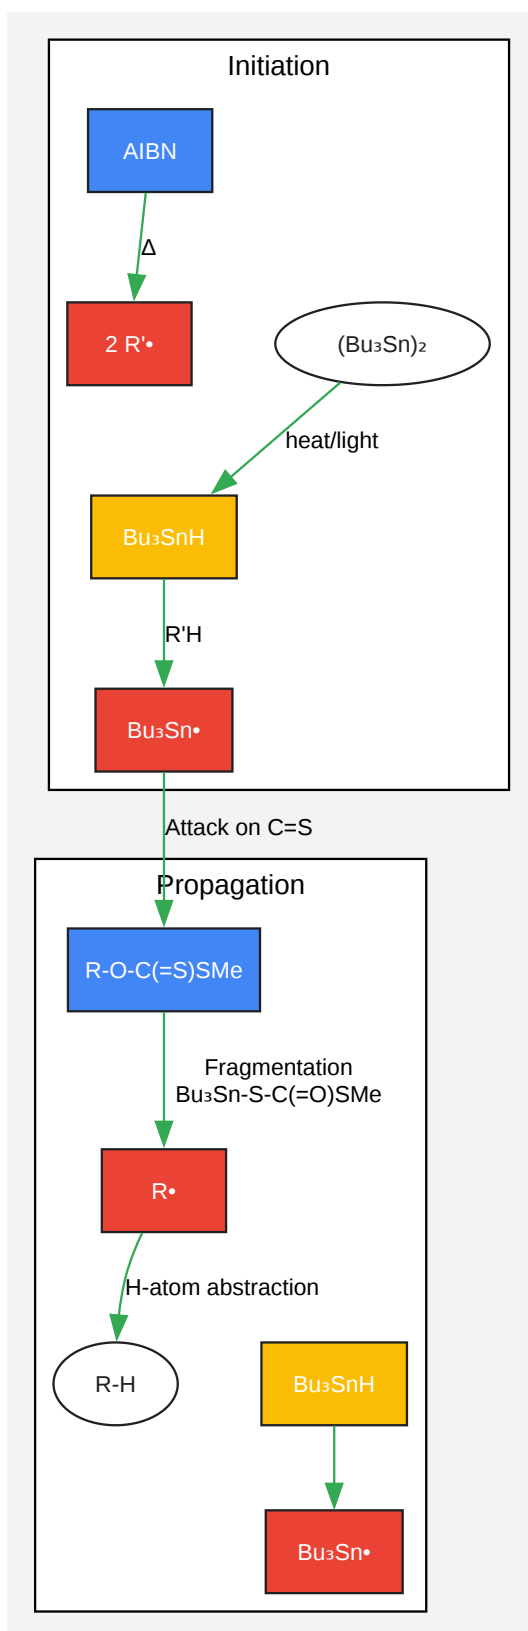 Initiation
AIBN
Δ
2 R'•
(Bu₃Sn)₂
heat/light
Bu₃SnH
R'H
Bu₃Sn•
Attack on C=S
Propagation
R-O-C(=S)SMe
Fragmentation
Bu₃Sn-S-C(=O)SMe
R•
H-atom abstraction
R-H
Bu₃SnH
Bu₃Sn•